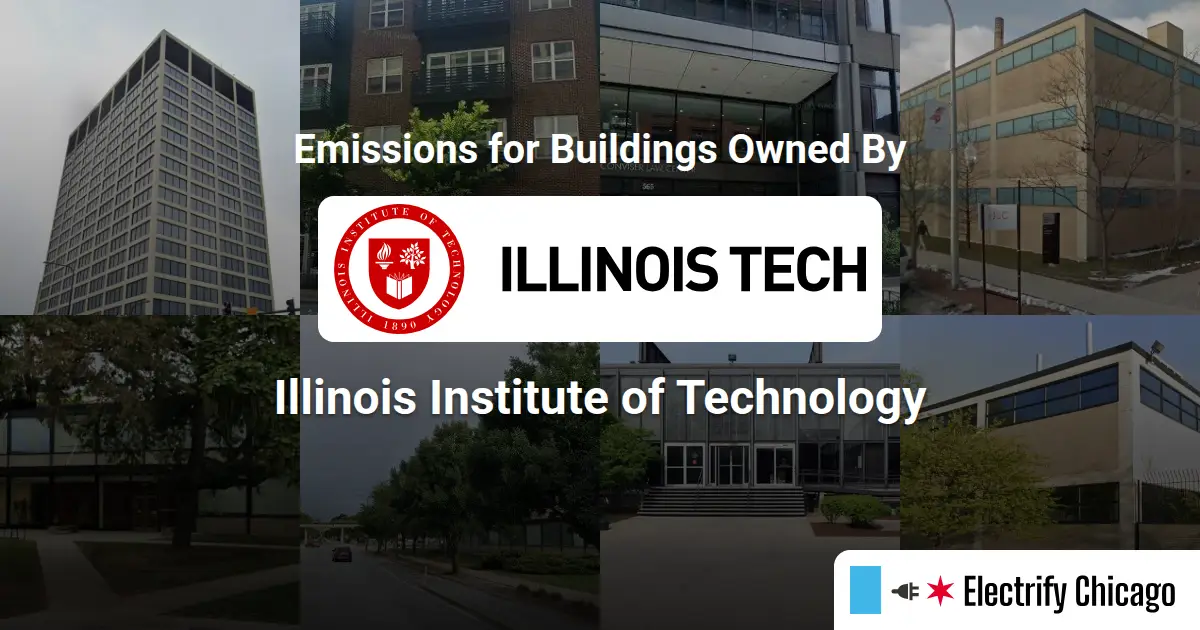 Emissions for Buildings Owned By
ILLINOIS INSTITUTE OF TECHNOLOGY
1890
ILLINOIS TECH
Illinois Institute of Technology
Electrify Chicago